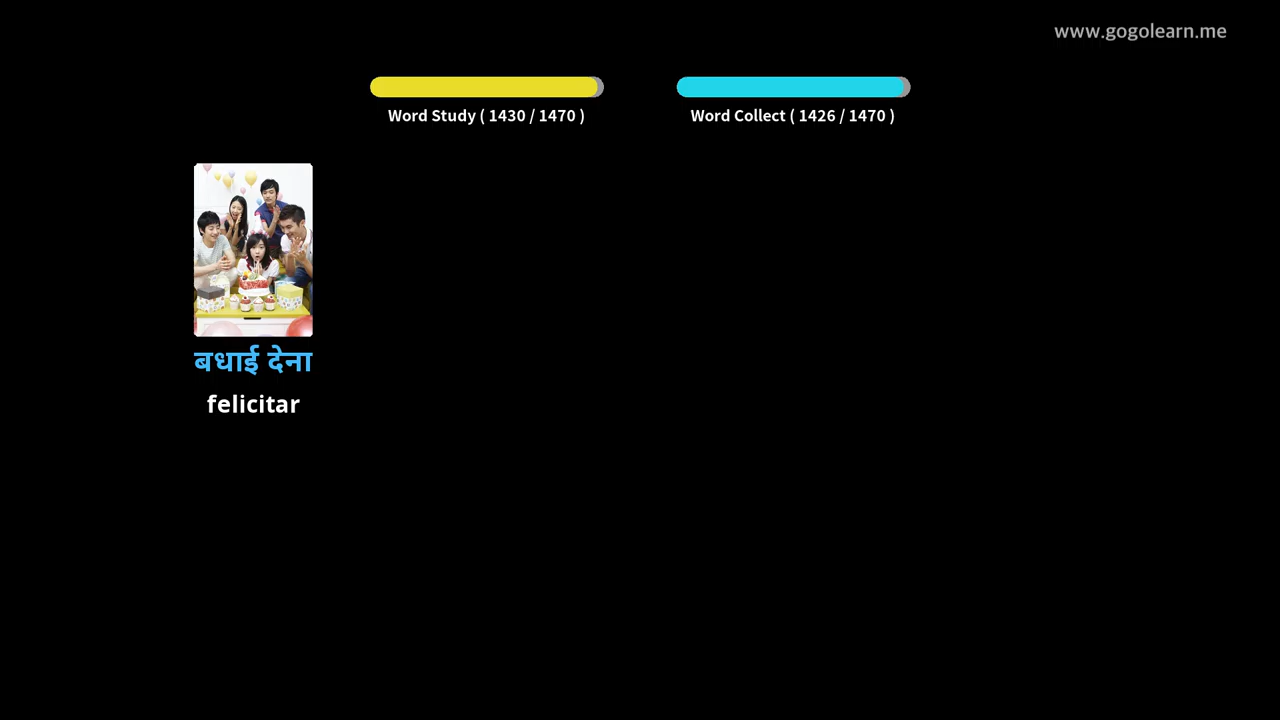 www.gogolearn.me
Word Study ( 1430 / 1470 )
Word Collect ( 1426 / 1470 )
बधाई देना
felicitar